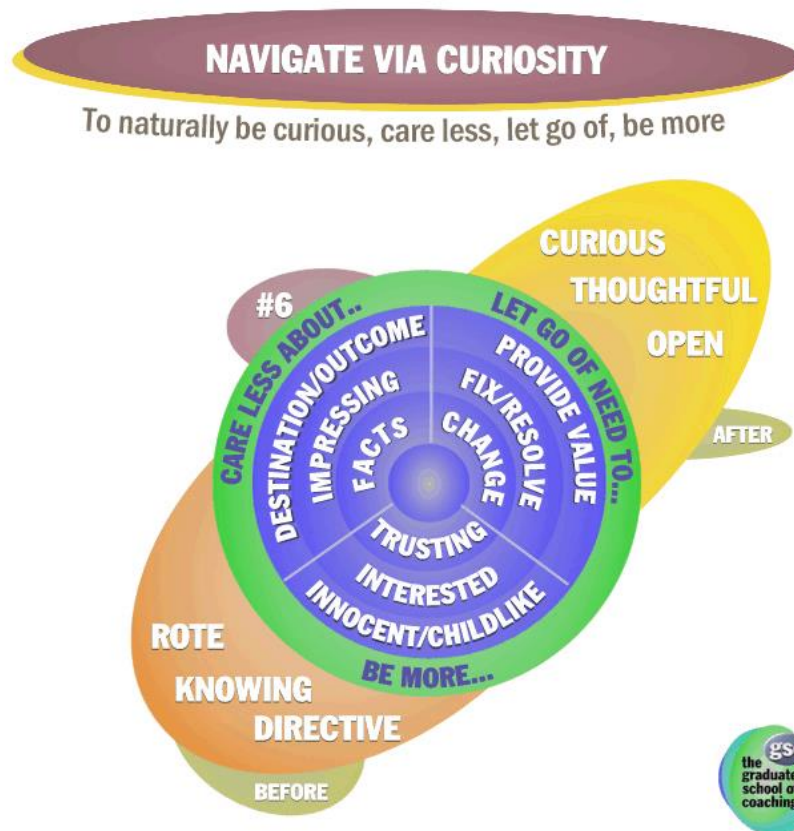 NAVIGATE VIA CURIOSITY
To naturally be curious, care less, let go of, be more
#6
CURIOUS
THOUGHTFUL
OPEN
AFTER
CARE LESS ABOUT..
DESTINATION/OUTCOME
IMPRESSING
FACTS
LET GO OF NEED TO...
PROVIDE VALUE
FIX/RESOLVE
CHANGE
TRUSTING
INTERESTED
INNOCENT/CHILDLIKE
BE MORE...
ROTE
KNOWING
DIRECTIVE
BEFORE
gs
the
graduate
school o
coaching